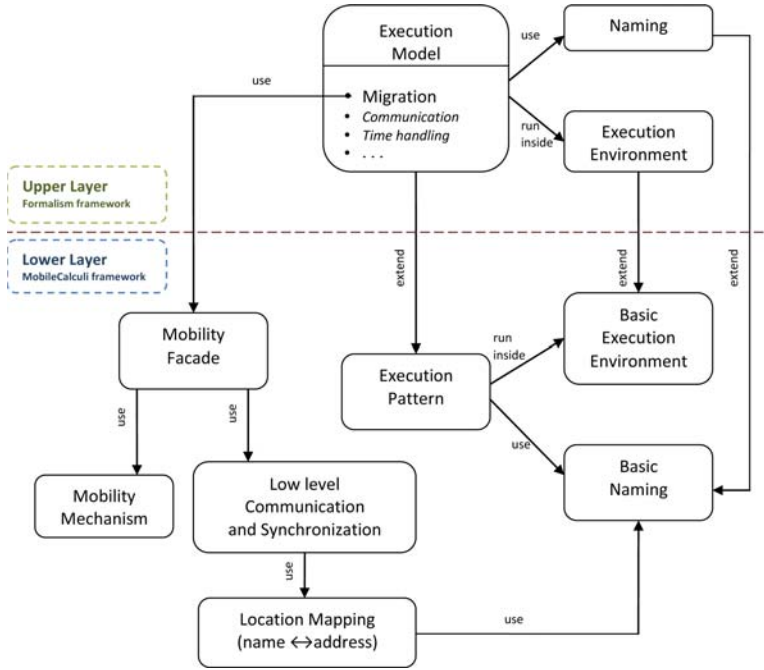 Execution
Model
use
Naming
use
• Migration
• Communication
• Time handling
• . . .
run
inside
Execution
Environment
Upper Layer
Formalism framework
Lower Layer
MobileCalculi framework
extend
extend
extend
Mobility
Facade
Basic
Execution
Environment
run
inside
Execution
Pattern
use
use
use
Basic
Naming
Mobility
Mechanism
Low level
Communication
and Synchronization
use
Location Mapping
(name ↔address)
use